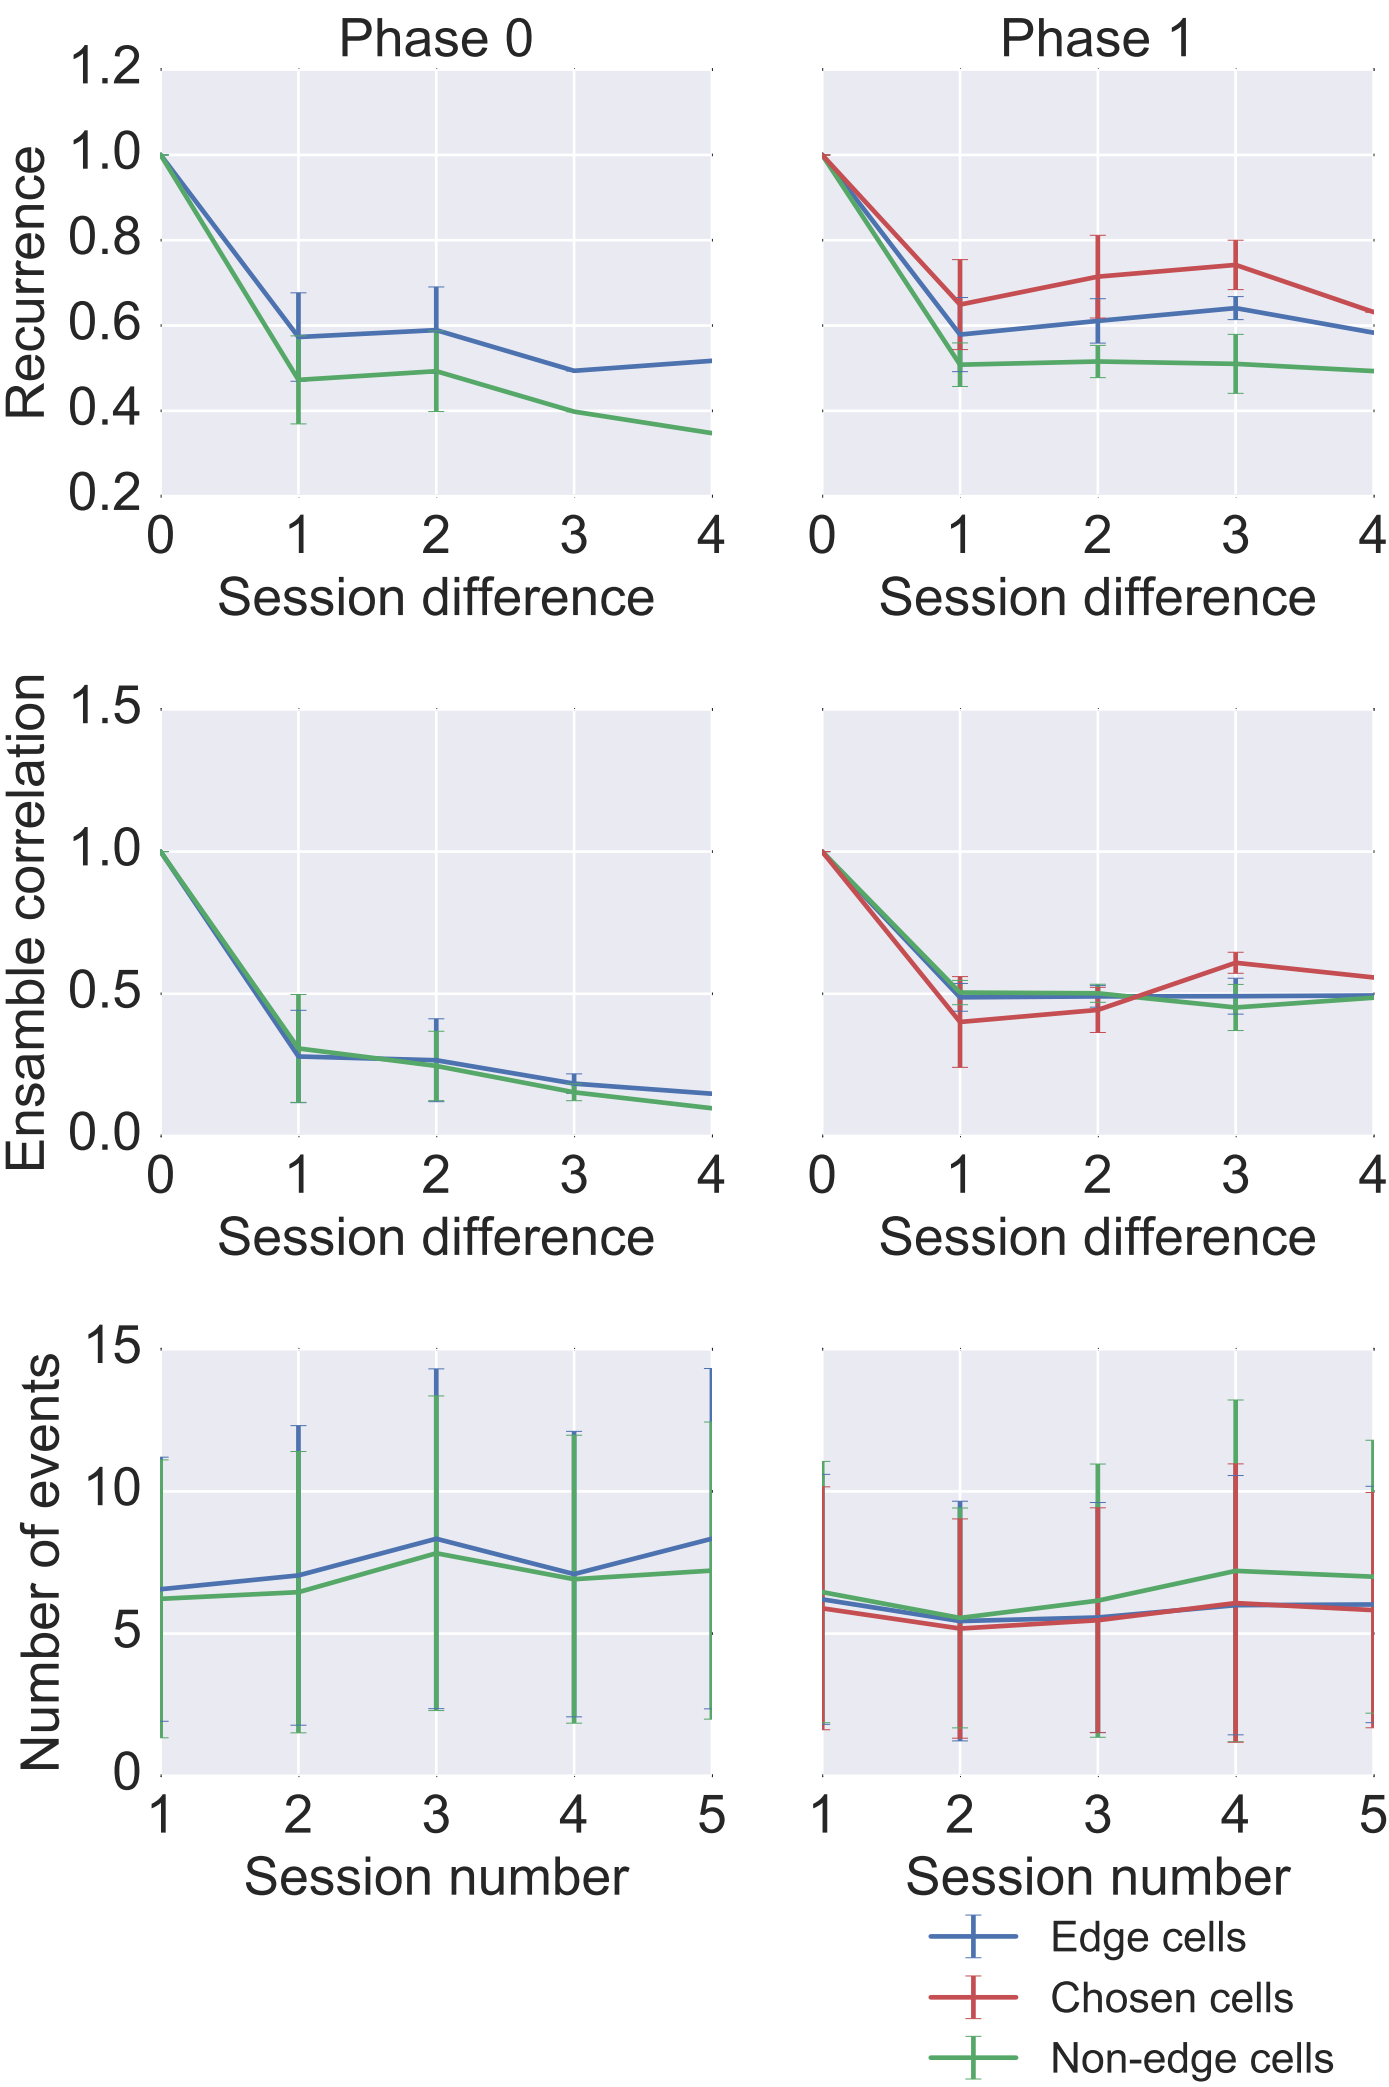 Phase 0
Phase 1
Recurrence
1.2
1.0
0.8
0.6
0.4
0.2
0 1 2 3 4
0 1 2 3 4
Session difference
Session difference
Ensamble correlation
1.5
1.0
0.5
0.0
0 1 2 3 4
0 1 2 3 4
Session difference
Session difference
Number of events
15
10
5
0
1 2 3 4 5
1 2 3 4 5
Session number
Session number
Edge cells
Chosen cells
Non-edge cells